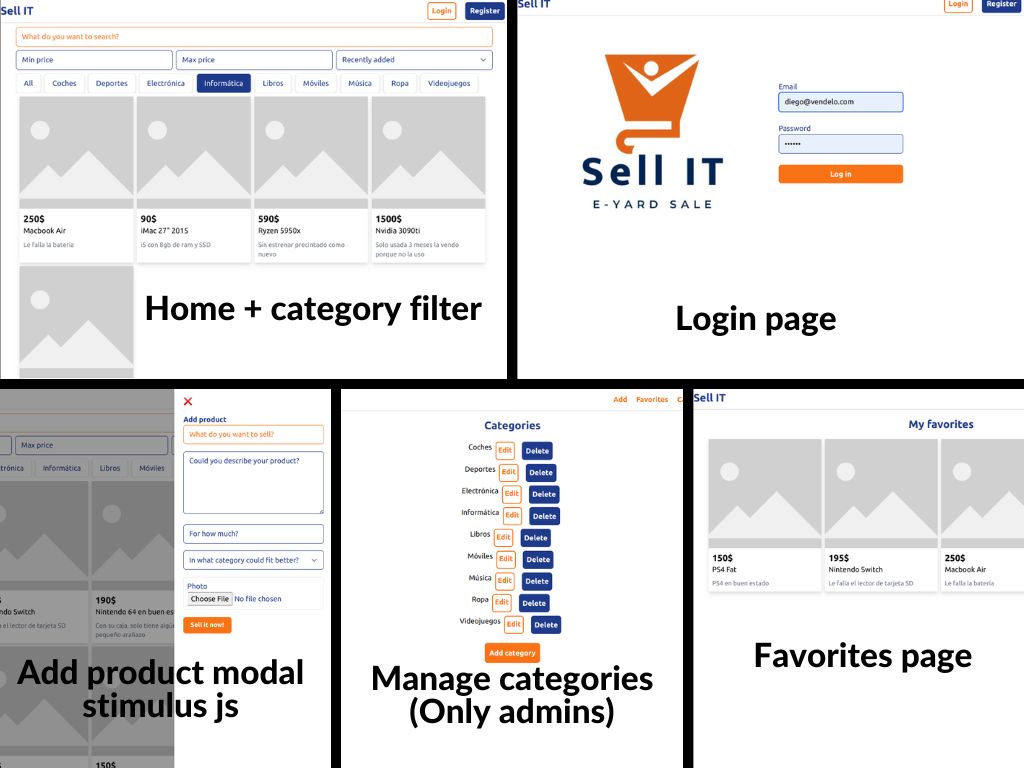 Sell IT
Login
Register
What do you want to search?
Min price
Max price
Recently added
All
Coches
Deportes
Electrónica
Informática
Libros
Móviles
Música
Ropa
Videojuegos
250$
Macbook Air
Le falla la bateria
90$
iMac 27" 2015
i5 con 8gb de ram y SSD
590$
Ryzen 5950x
Sin estrenar precintado como
nuevo
1500$
Nvidia 3090ti
Solo usada 3 meses la vendo
porque no la uso
Home + category filter
Sell IT
Login
Register
Sell IT
E-YARD SALE
Email
diego@vendelo.com
Password
••••••
Log in
Login page
Max price
trónica
Informática
Libros
Móviles
ndo Switch
o el lector de tarjeta SD
190$
Nintendo 64 en buen es
Con su caja, solo tiene algú
pequeño arañazo
150$
Add product
What do you want to sell?
Could you describe your product?
For how much?
In what category could fit better?
Photo
Choose File
No file chosen
Sell it now!
Add product modal
stimulus js
Add
Favorites
Categories
Coches Edit Delete
Deportes Edit Delete
Electrónica Edit Delete
Informática Edit Delete
Libros Edit Delete
Móviles Edit Delete
Música Edit Delete
Ropa Edit Delete
Videojuegos Edit Delete
Add category
Manage categories
(Only admins)
Sell IT
My favorites
150$
PS4 Fat
PS4 en buen estado
195$
Nintendo Switch
Le falla el lector de tarjeta SD
250$
Macbook Air
Le falla la batería
Favorites page